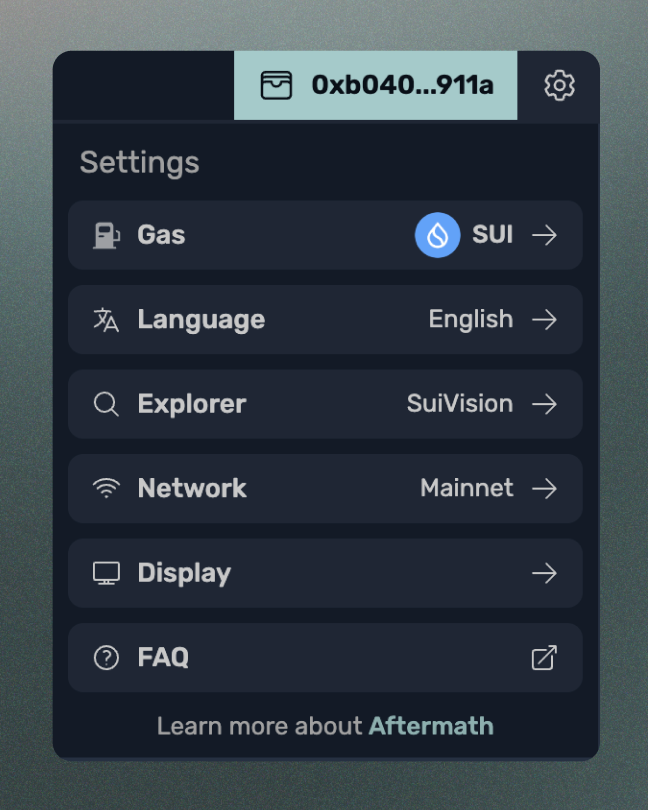 0xb040...911a
Settings
Gas SUI
Language English
Explorer SuiVision
Network Mainnet
Display
FAQ
Learn more about Aftermath